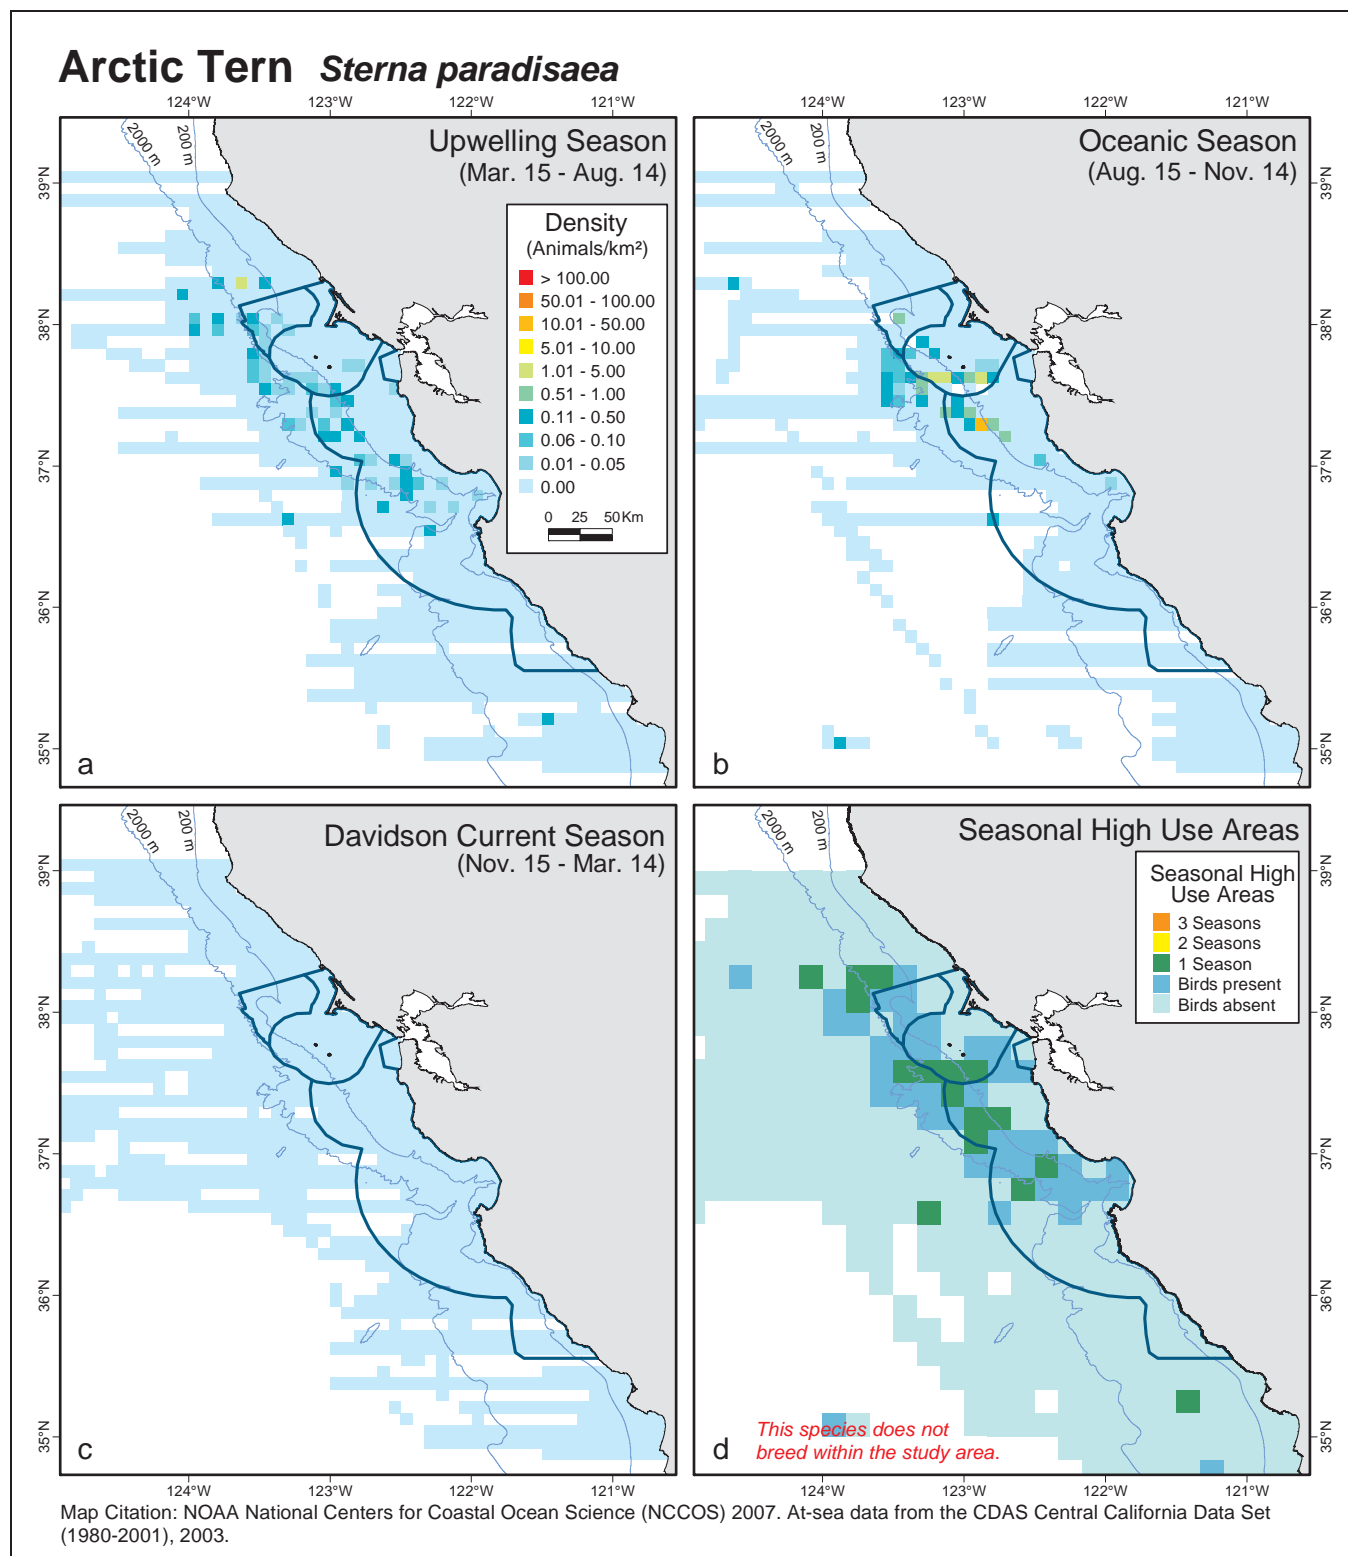 Arctic Tern Sterna paradisaea
124°W 123°W 122°W 121°W
124°W 123°W 122°W 121°W
2000 m
200 m
Upwelling Season
(Mar. 15 - Aug. 14)
39°N
38°N
37°N
36°N
35°N
Density
(Animals/km²)
> 100.00
50.01 - 100.00
10.01 - 50.00
5.01 - 10.00
1.01 - 5.00
0.51 - 1.00
0.11 - 0.50
0.06 - 0.10
0.01 - 0.05
0.00
0 25 50 Km
a
2000 m
200 m
Oceanic Season
(Aug. 15 - Nov. 14)
39°N
38°N
37°N
36°N
35°N
b
2000 m
200 m
Davidson Current Season
(Nov. 15 - Mar. 14)
39°N
38°N
37°N
36°N
35°N
c
2000 m
200 m
Seasonal High Use Areas
Seasonal High
Use Areas
3 Seasons
2 Seasons
1 Season
Birds present
Birds absent
39°N
38°N
37°N
36°N
35°N
This species does not
breed within the study area.
d
124°W 123°W 122°W 121°W
124°W 123°W 122°W 121°W
Map Citation: NOAA National Centers for Coastal Ocean Science (NCCOS) 2007. At-sea data from the CDAS Central California Data Set
(1980-2001), 2003.